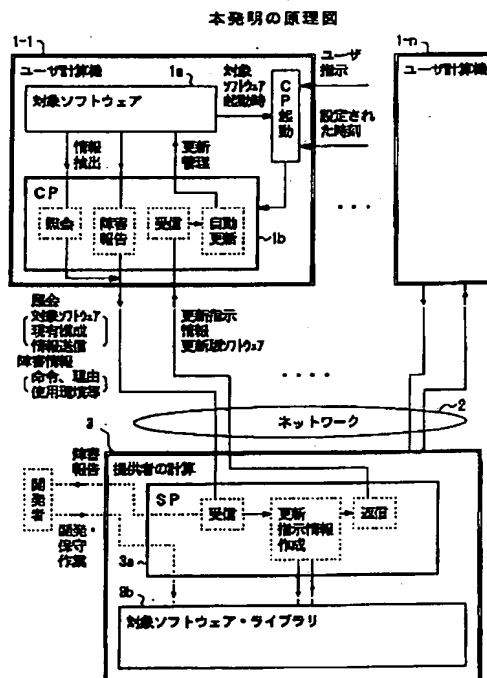 本発明の原理図
1-1
ユーザ計算機
1a
対象ソフトウェア
対象
ソフトウェア
起動時
CP起動
ユーザ
指示
設定され
た時刻
1-n
ユーザ計算機
情報
抽出
更新
管理
CP
照会
障害
報告
受信
自動
更新
1b
照会
対象ソフトウェア
現有構成
情報送信
障害情報
命令、理由
使用環境等
更新指示
情報
更新版ソフトウェア
2
ネットワーク
3
障害
報告
提供者の計算
開発者
開発・
保守
作業
SP
受信
更新
指示情報
作成
返信
3a
3b
対象ソフトウェア・ライブラリ